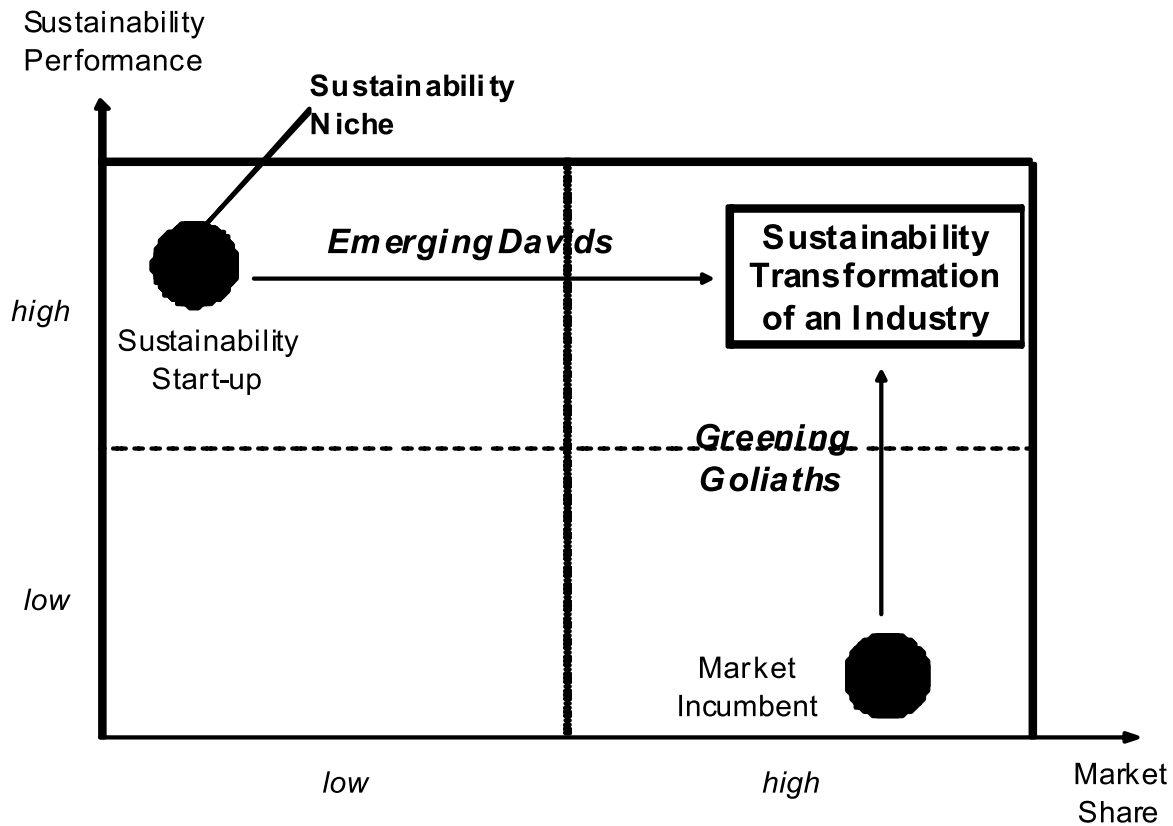 Sustainability
Performance
Sustainability
Niche
Emerging Davids
Sustainability
Transformation
of an Industry
high
Sustainability
Start-up
Greening
Goliaths
low
Market
Incumbent
low
high
Market
Share